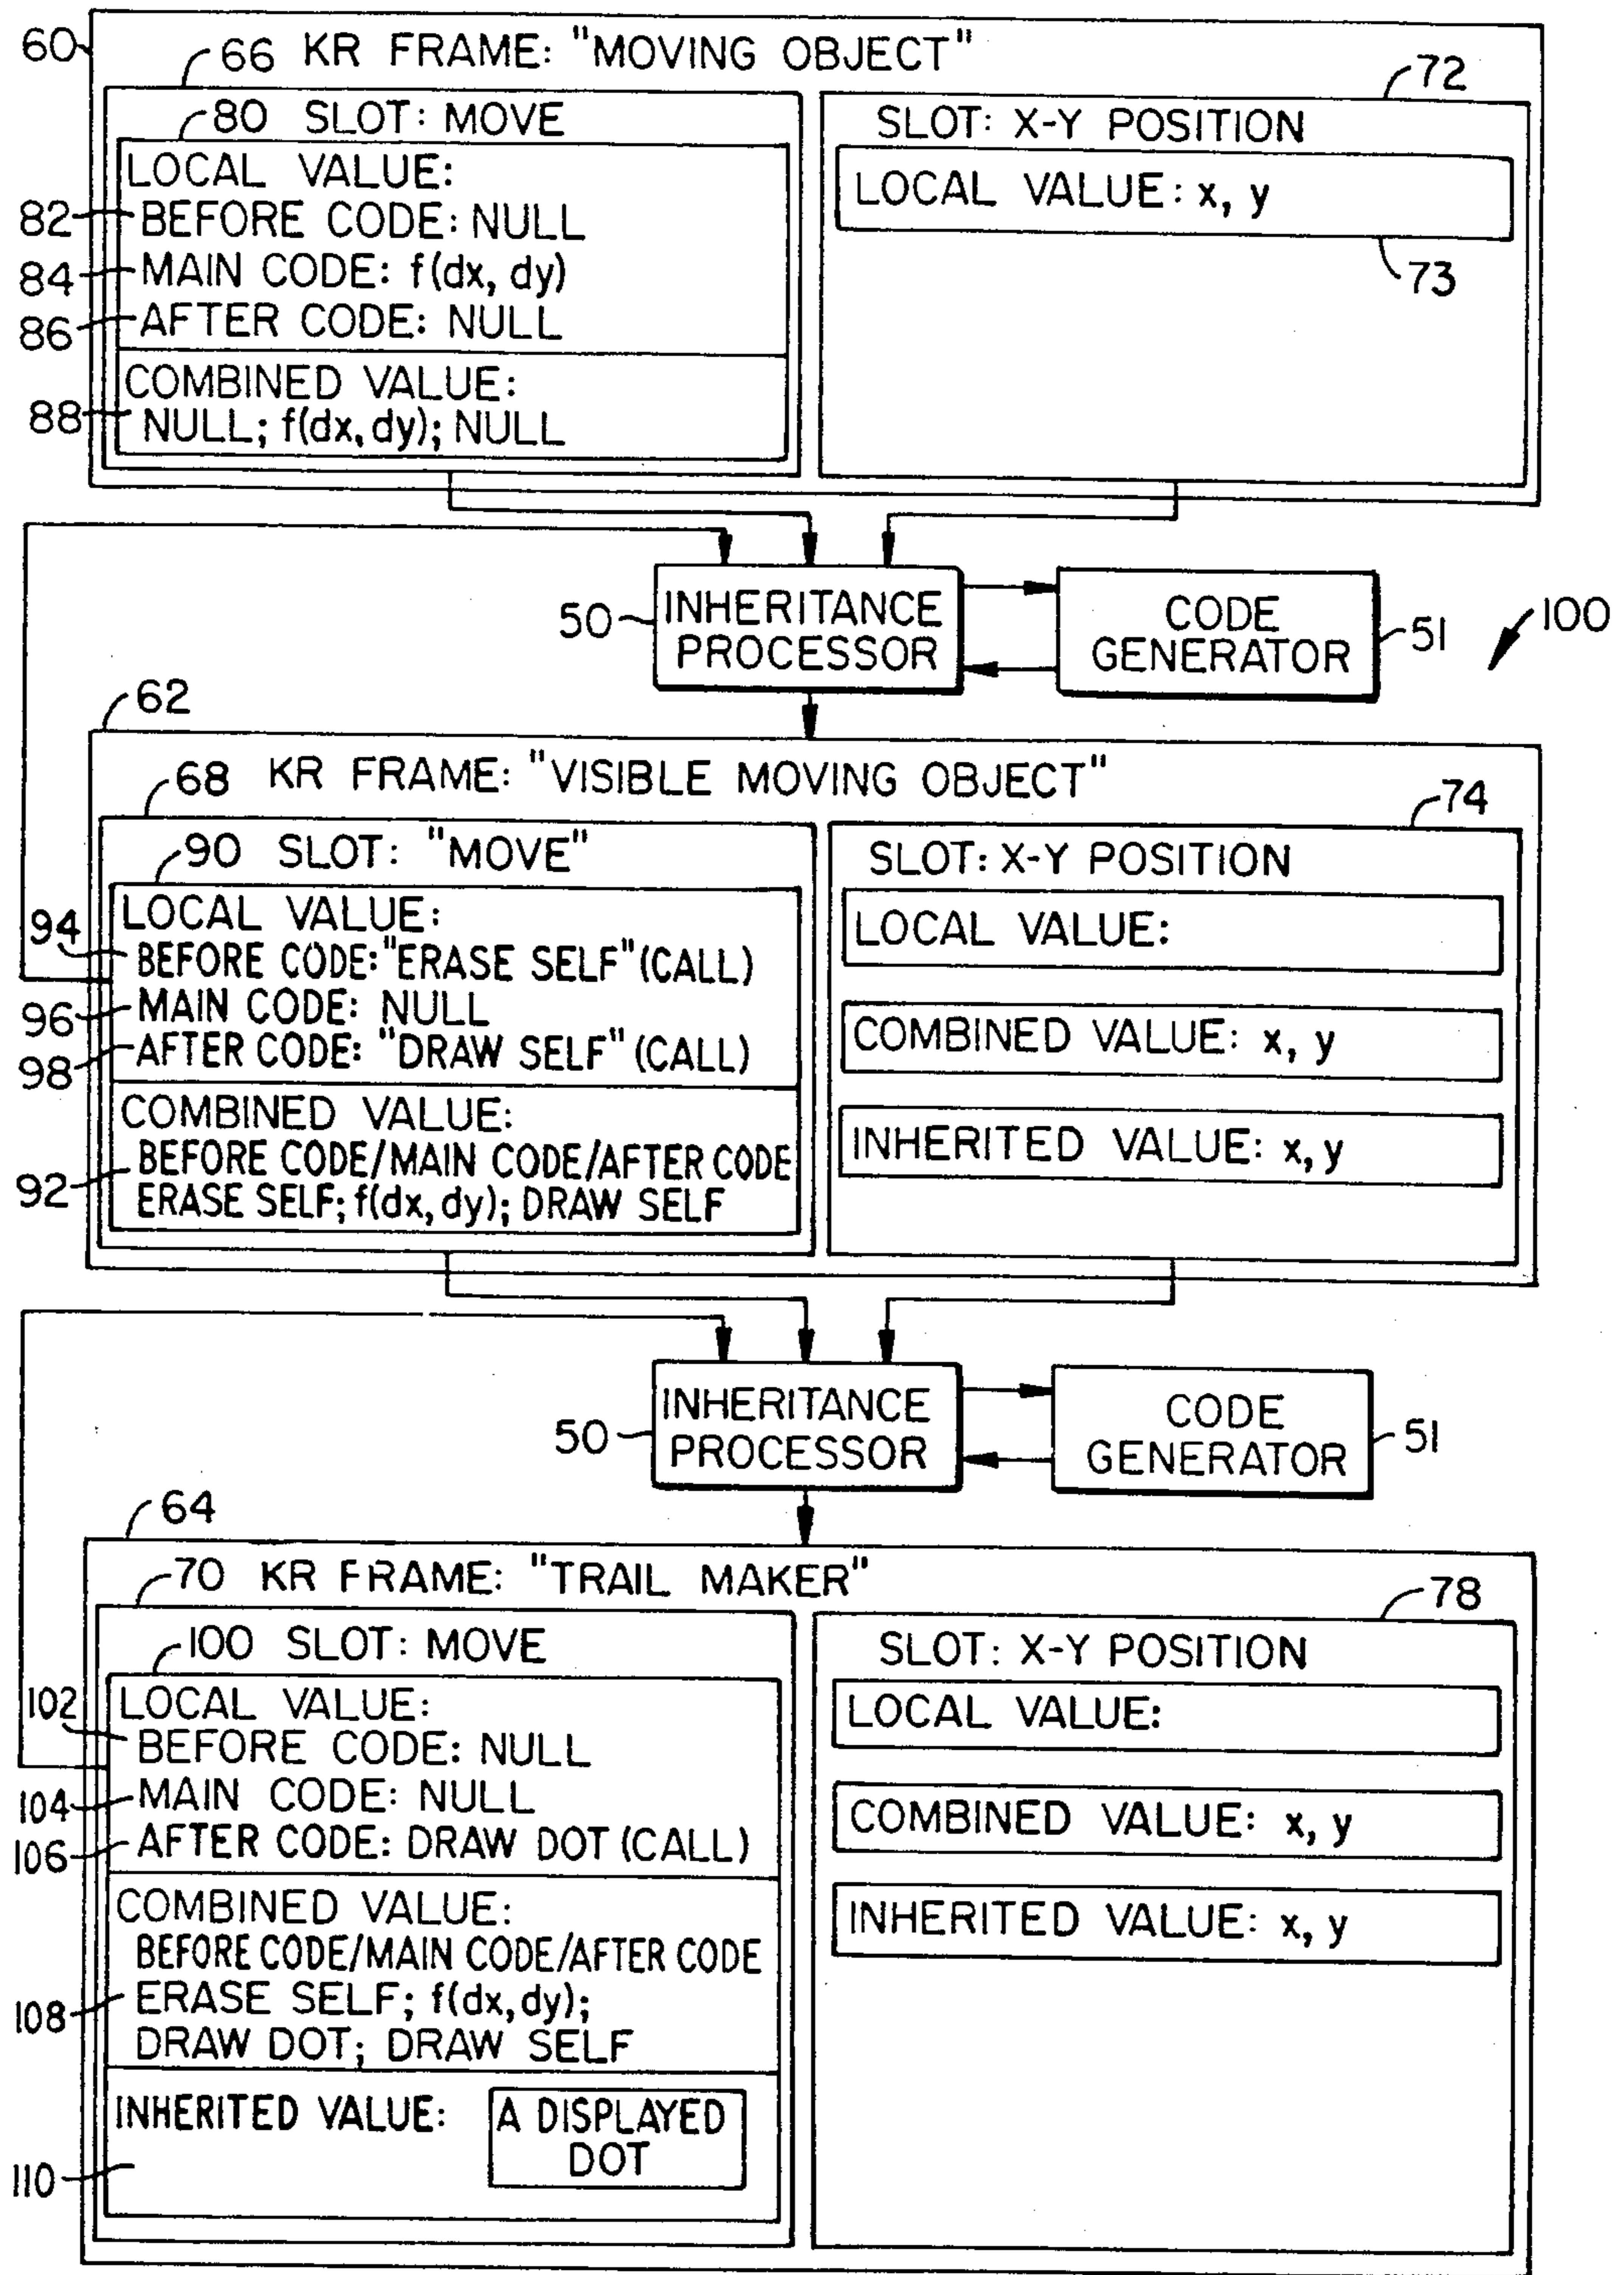 60
KR FRAME: "MOVING OBJECT"
66
72
80
SLOT: MOVE
SLOT: X-Y POSITION
LOCAL VALUE:
LOCAL VALUE: x, y
73
82
BEFORE CODE: NULL
84
MAIN CODE: f(dx, dy)
86
AFTER CODE: NULL
COMBINED VALUE:
88
NULL; f(dx, dy); NULL
50
INHERITANCE
PROCESSOR
CODE
GENERATOR
51
100
62
KR FRAME: "VISIBLE MOVING OBJECT"
68
74
90
SLOT: "MOVE"
SLOT: X-Y POSITION
LOCAL VALUE:
94
BEFORE CODE: "ERASE SELF" (CALL)
96
MAIN CODE: NULL
98
AFTER CODE: "DRAW SELF" (CALL)
COMBINED VALUE:
BEFORE CODE/MAIN CODE/AFTER CODE
92
ERASE SELF; f(dx, dy); DRAW SELF
LOCAL VALUE:
COMBINED VALUE: x, y
INHERITED VALUE: x, y
50
INHERITANCE
PROCESSOR
CODE
GENERATOR
51
64
KR FRAME: "TRAIL MAKER"
70
78
100
SLOT: MOVE
SLOT: X-Y POSITION
LOCAL VALUE:
102
BEFORE CODE: NULL
104
MAIN CODE: NULL
106
AFTER CODE: DRAW DOT (CALL)
COMBINED VALUE:
BEFORE CODE/MAIN CODE/AFTER CODE
108
ERASE SELF; f(dx, dy);
DRAW DOT; DRAW SELF
INHERITED VALUE:
A DISPLAYED
DOT
110
LOCAL VALUE:
COMBINED VALUE: x, y
INHERITED VALUE: x, y